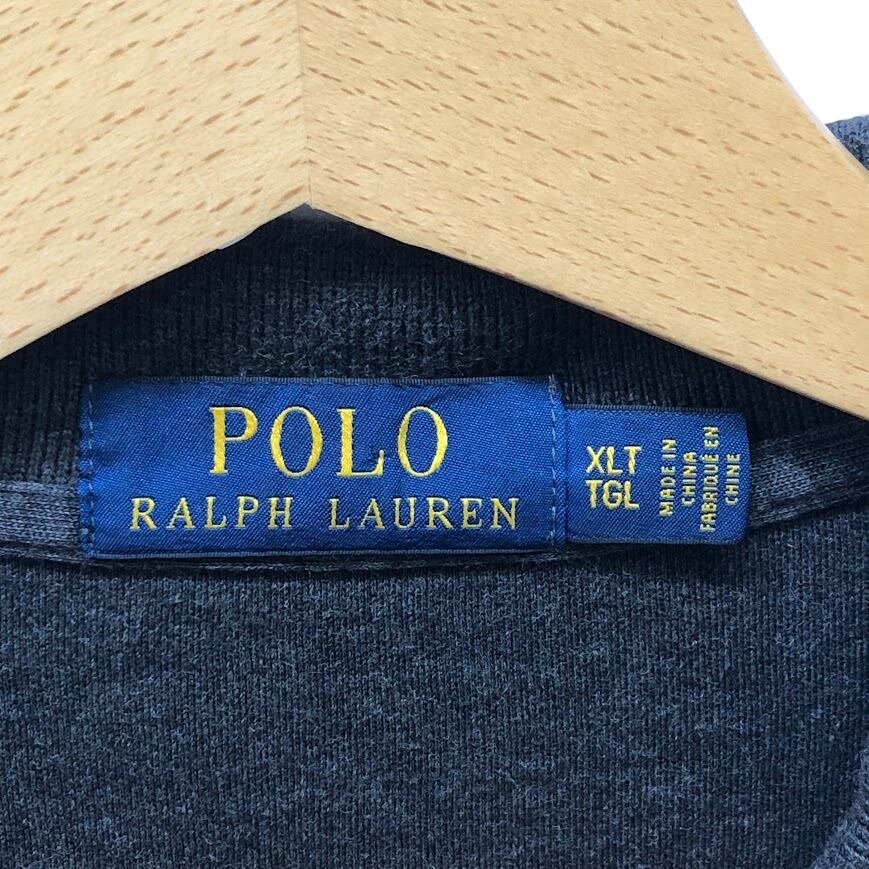 POLO
RALPH LAUREN
XLT
TGL
MADE IN
CHINA
FABRIQUÉ EN
CHINE